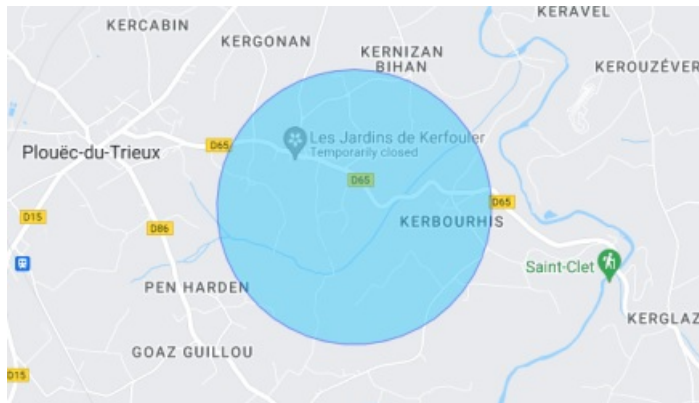 KERCABIN
KERAVEL
KERGONAN
KERNIZAN
BIHAN
KEROUZÉVER
Les Jardins de Kerfouler
Temporarily closed
D65
Plouëc-du-Trieux
D65
D65
D15
D86
KERBOURHIS
Saint-Clet
PEN HARDEN
KERGLAZ
GOAZ GUILLOU
D15